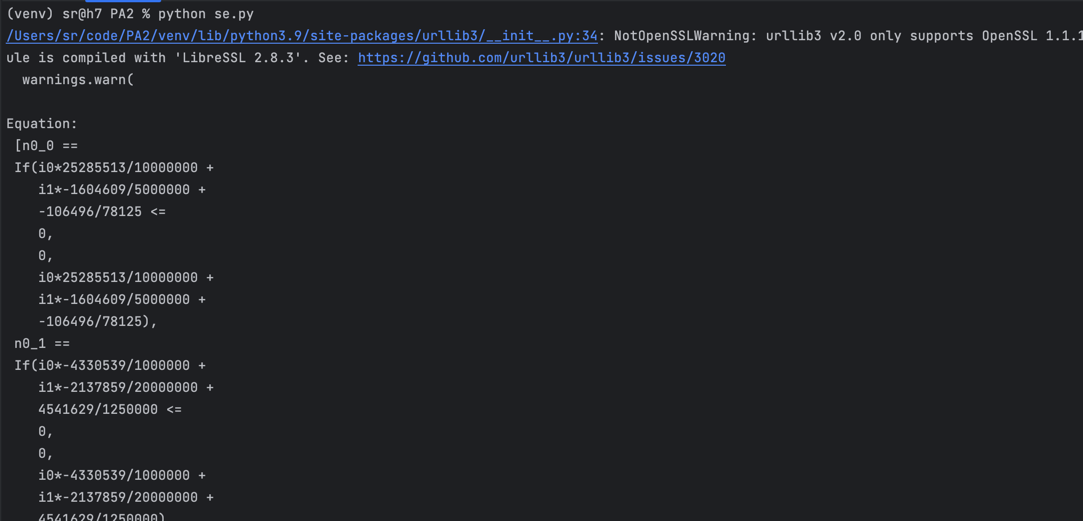 (venv) sr@h7 PA2 % python se.py
/Users/sr/code/PA2/venv/lib/python3.9/site-packages/urllib3/__init__.py:34: NotOpenSSLWarning: urllib3 v2.0 only supports OpenSSL 1.1.1
ule is compiled with 'LibreSSL 2.8.3'. See: https://github.com/urllib3/urllib3/issues/3020
  warnings.warn(
Equation:
 [n0_0 ==
 If(i0*25285513/10000000 +
    i1*-1604609/5000000 +
    -106496/78125 <=
    0,
    0,
    i0*25285513/10000000 +
    i1*-1604609/5000000 +
    -106496/78125),
 n0_1 ==
 If(i0*-4330539/1000000 +
    i1*-2137859/20000000 +
    4541629/1250000 <=
    0,
    0,
    i0*-4330539/1000000 +
    i1*-2137859/20000000 +
    4541629/1250000)